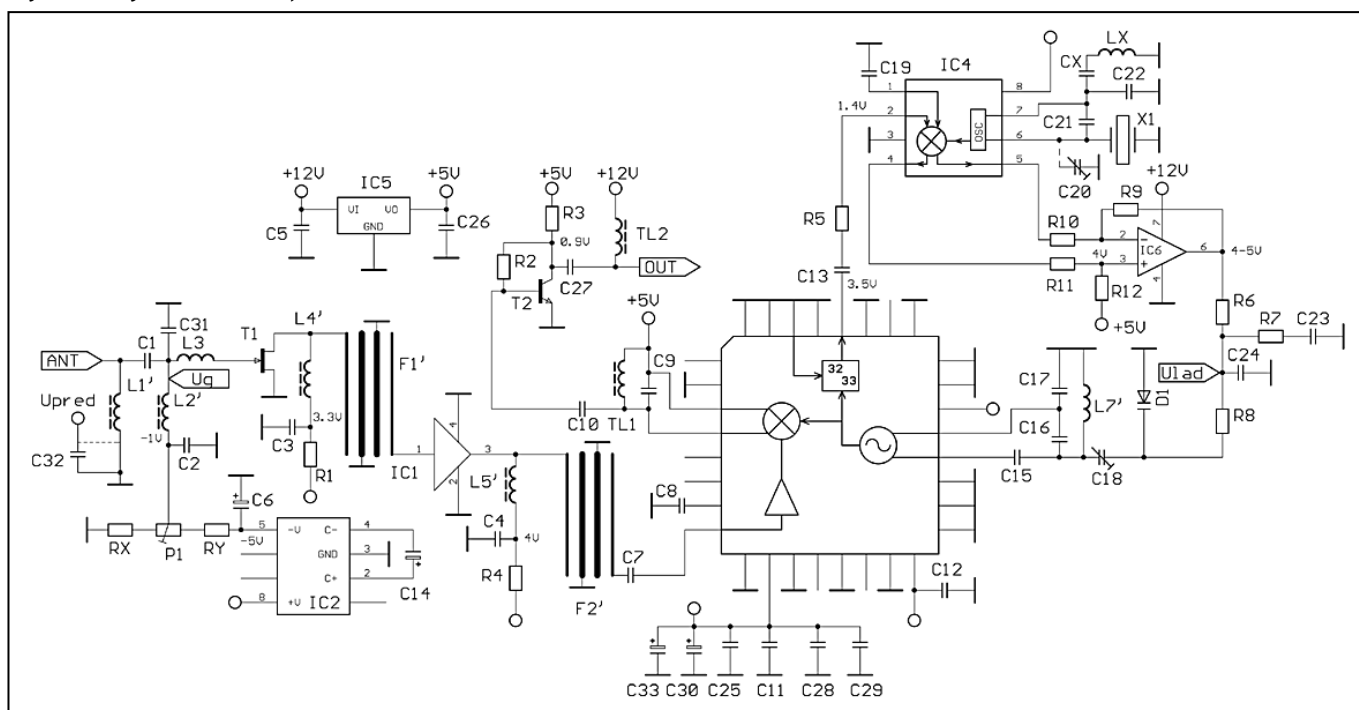 LX
CX
C19
IC4
C22
1
8
1.4V
2
7
C21
X1
OSC
3
6
4
5
C20
+12V
+12V
+5V
+5V
+12V
IC5
R9
VI
VO
R3
R5
7
GND
R10
2
C5
C26
TL2
IC6
6
4-5V
0.9V
R2
4V
3
OUT
C13
R11
4
R12
T2
C27
3.5V
+5V
R6
C31
L4'
+5V
R7
C23
T1
L3
C1
ANT
F1'
C9
32
33
C17
Ulad
C24
Uq
L1'
D1
L2'
L7'
Upred
3.3V
C10
TL1
C16
R8
-1V
4
C3
C15
C18
C32
C2
R1
1
3
IC1
2
L5'
C6
C8
C4
5
-V
C-
4
4V
RX
P1
RY
-5V
GND
3
C7
R4
C+
2
C14
C12
F2'
8
+V
IC2
C33
C30
C25
C11
C28
C29